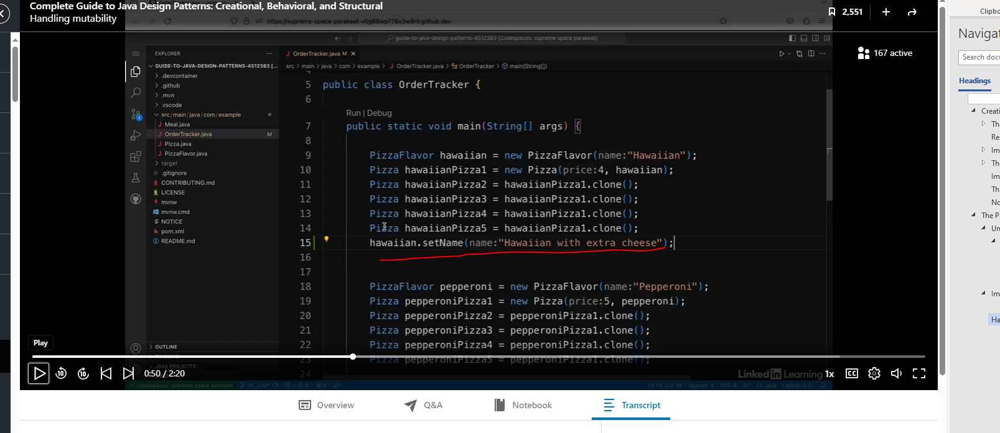 Complete Guide to Java Design Patterns: Creational, Behavioral, and Structural
Handling mutability
2,551
167 active
https://supreme-space-parakeet-v6g66wp776x3w9r9.github.dev
guide-to-java-design-patterns-4512383 [Codespaces: supreme space parakeet]
EXPLORER
GUIDE-TO-JAVA-DESIGN-PATTERNS-4512383 [...
.devcontainer
.github
.mvn
.vscode
src/main/java/com/example
Meal.java
OrderTracker.java M
Pizza.java
PizzaFlavor.java
target
.gitignore
CONTRIBUTING.md
LICENSE
mvnw
mvnw.cmd
NOTICE
pom.xml
README.md
OUTLINE
TIMELINE
JAVA PROJECTS
OrderTracker.java M
src > main > java > com > example > OrderTracker.java > OrderTracker > main(String[])
4
5 public class OrderTracker {
6
Run | Debug
7 public static void main(String[] args) {
8
9 PizzaFlavor hawaiian = new PizzaFlavor(name:"Hawaiian");
10 Pizza hawaiianPizza1 = new Pizza(price:4, hawaiian);
11 Pizza hawaiianPizza2 = hawaiianPizza1.clone();
12 Pizza hawaiianPizza3 = hawaiianPizza1.clone();
13 Pizza hawaiianPizza4 = hawaiianPizza1.clone();
14 Pizza hawaiianPizza5 = hawaiianPizza1.clone();
15 hawaiian.setName(name:"Hawaiian with extra cheese");
16
17
18 PizzaFlavor pepperoni = new PizzaFlavor(name:"Pepperoni");
19 Pizza pepperoniPizza1 = new Pizza(price:5, pepperoni);
20 Pizza pepperoniPizza2 = pepperoniPizza1.clone();
21 Pizza pepperoniPizza3 = pepperoniPizza1.clone();
22 Pizza pepperoniPizza4 = pepperoniPizza1.clone();
23 Pizza pepperoniPizza5 = pepperoniPizza1.clone();
24
Play
10
10
0:50 / 2:20
LinkedIn Learning
1x
CC
Codespaces: supreme space parakeet
05_03b*
Ln 15, Col 56 Spaces: 4 UTF-8 LF {} Java Layout: U.S.
Overview
Q&A
Notebook
Transcript
Clipbo
Navigat
Search docu
Headings
Creati
Th
Re
Im
Th
Im
Th
No
The P
Un
Im
Ha